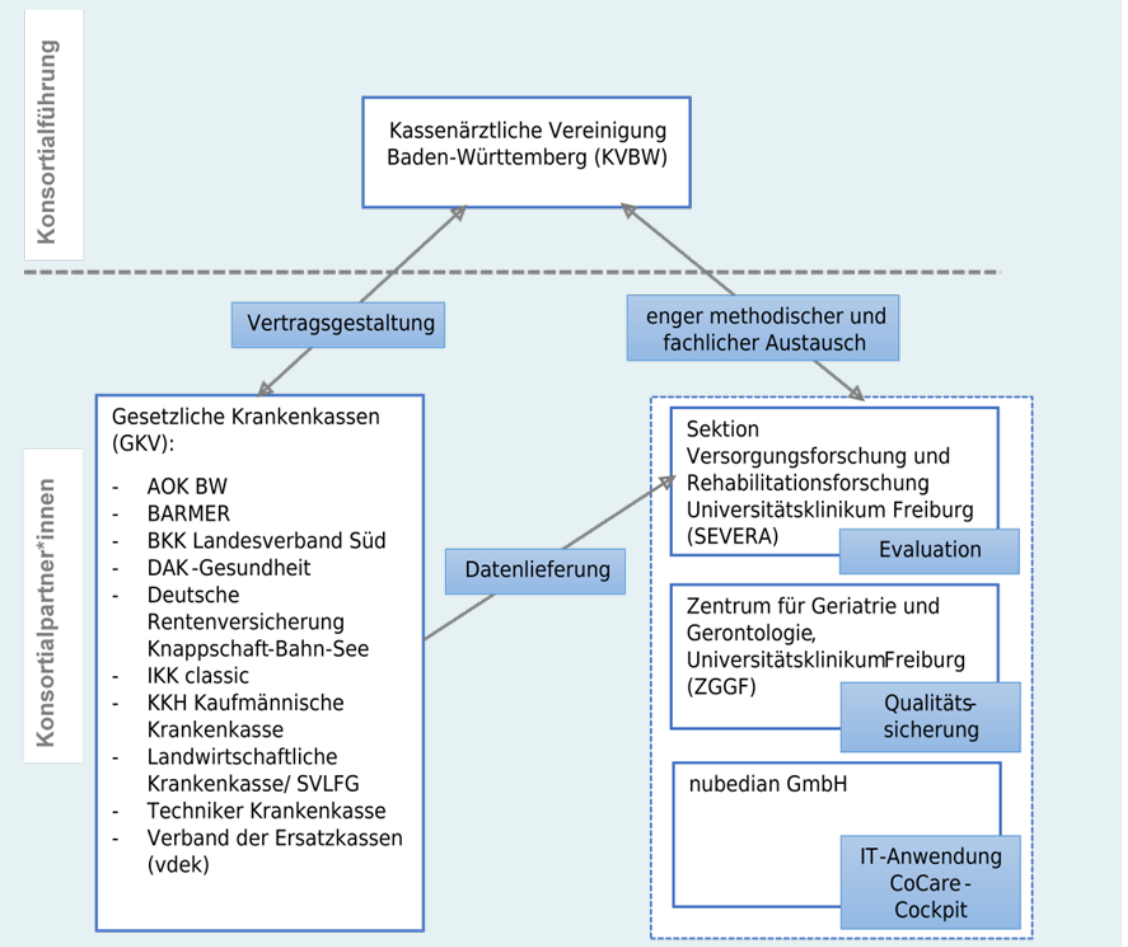 Konsortialführung
Kassenärztliche Vereinigung
Baden-Württemberg (KVBW)
Vertragsgestaltung
enger methodischer und
fachlicher Austausch
Konsortialpartner*innen
Gesetzliche Krankenkassen
(GKV):
- AOK BW
- BARMER
- BKK Landesverband Süd
- DAK-Gesundheit
- Deutsche
Rentenversicherung
Knappschaft-Bahn-See
- IKK classic
- KKH Kaufmännische
Krankenkasse
- Landwirtschaftliche
Krankenkasse/ SVLFG
- Techniker Krankenkasse
- Verband der Ersatzkassen
(vdek)
Datenlieferung
Sektion
Versorgungsforschung und
Rehabilitationsforschung
Universitätsklinikum Freiburg
(SEVERA)
Evaluation
Zentrum für Geriatrie und
Gerontologie,
UniversitätsklinikumFreiburg
(ZGGF)
Qualitäts-
sicherung
nubedian GmbH
IT-Anwendung
CoCare-
Cockpit